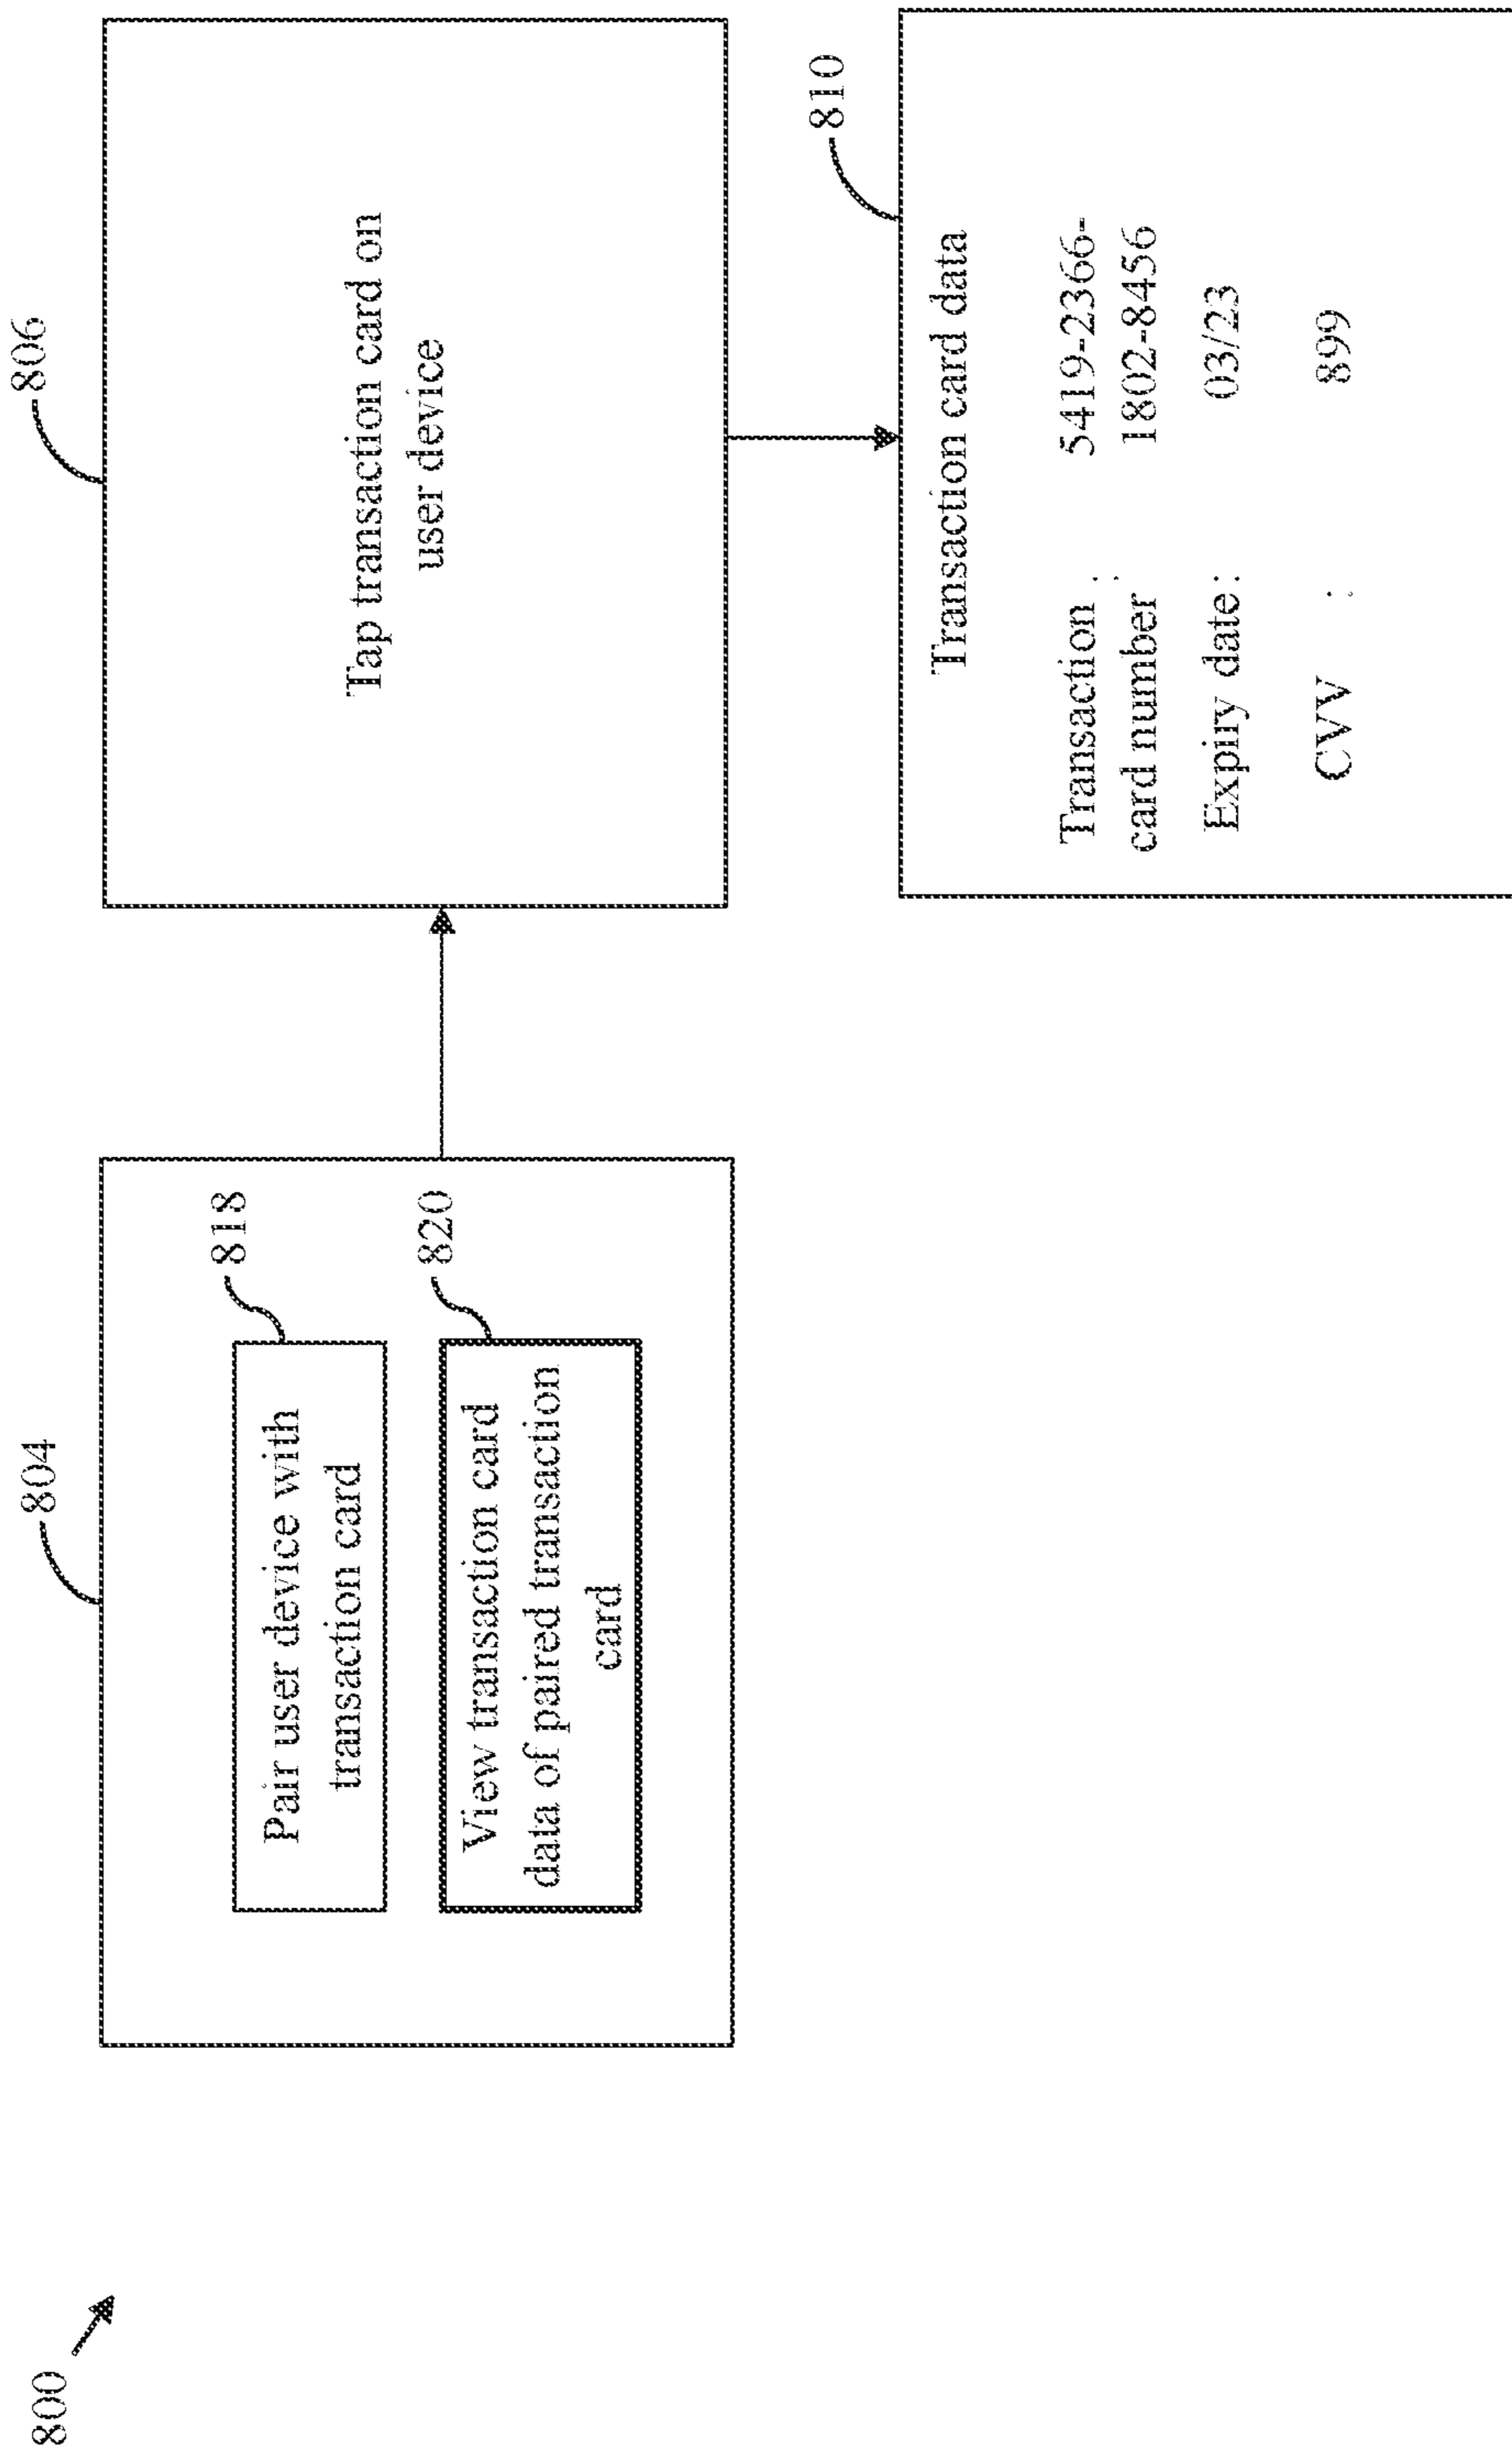 800
804
Pair user device with
transaction card
818
View transaction card
data of paired transaction
card
820
806
Tap transaction card on
user device
810
Transaction card data
Transaction : 5419-2366-
card number 1802-8456
Expiry date: 03/23
CVV : 899